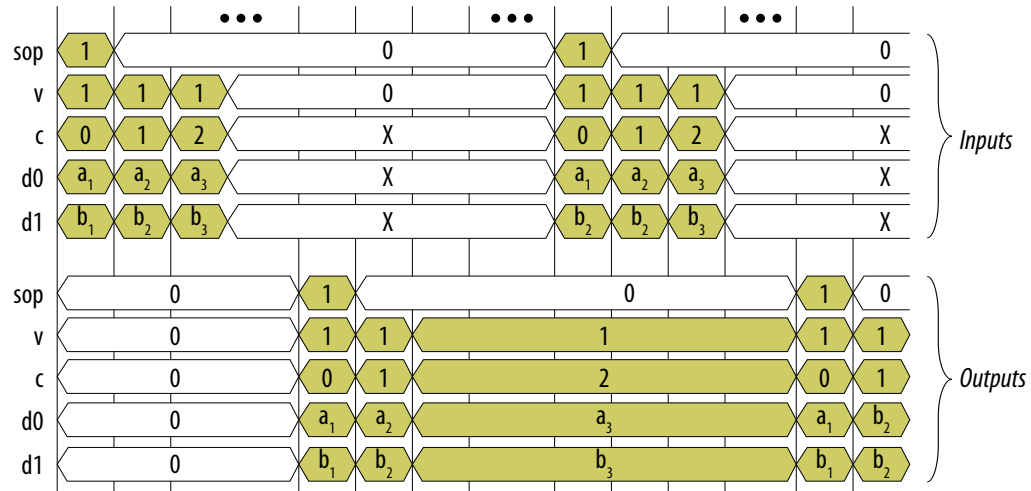 ••• ••• •••
sop 1 0 1 0
v 1 1 1 0 1 1 1 0
c 0 1 2 X 0 1 2 X
Inputs
d0 a₁ a₂ a₃ X a₁ a₂ a₃ X
d1 b₁ b₂ b₃ X b₂ b₂ b₃ X
sop 0 1 0 1 0
v 0 1 1 1 1 1
c 0 0 1 2 0 1
Outputs
d0 0 a₁ a₂ a₃ a₁ b₂
d1 0 b₁ b₂ b₃ b₁ b₂